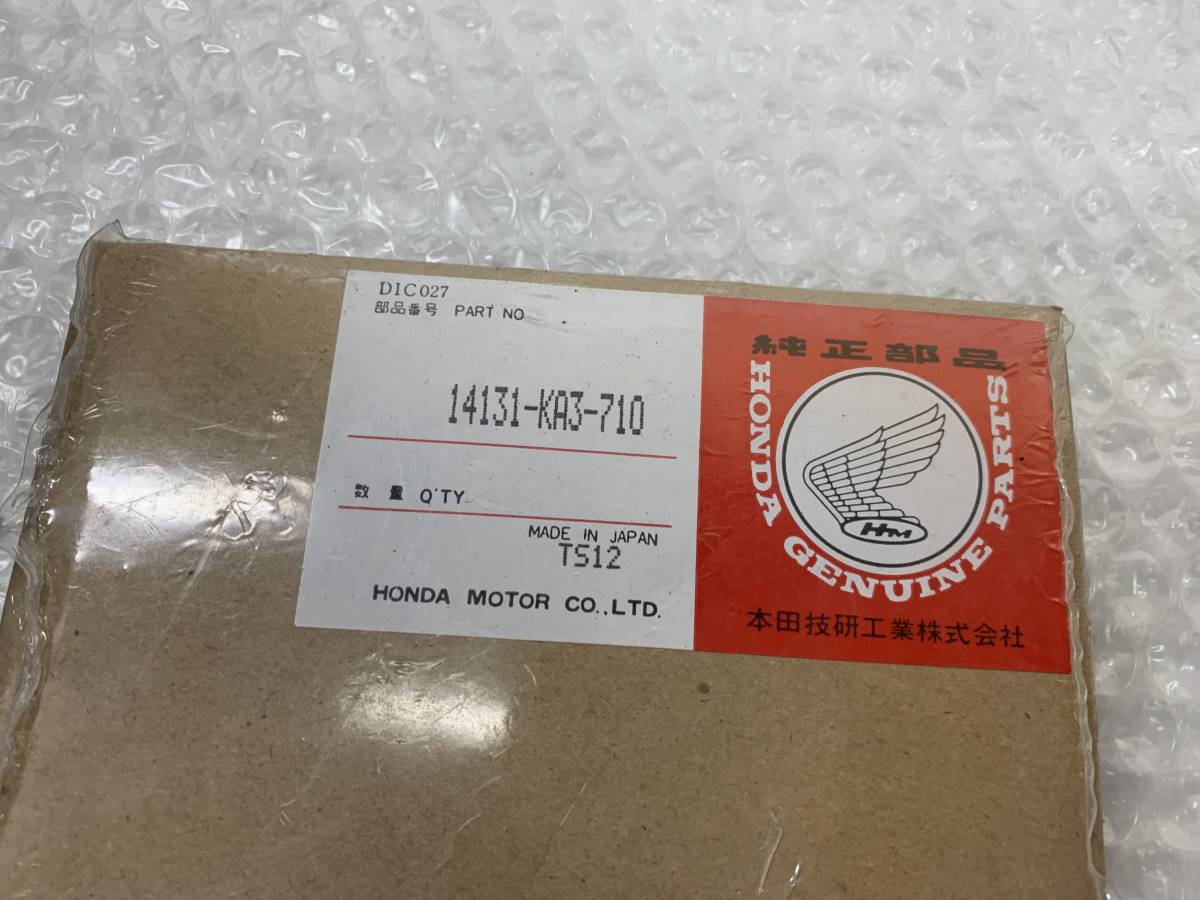 D1C027
部品番号 PART NO
14131-KA3-710
数量 Q'TY
MADE IN JAPAN
TS12
HONDA MOTOR CO.,LTD.
純正部品
HONDA GENUINE PARTS
HM
本田技研工業株式会社